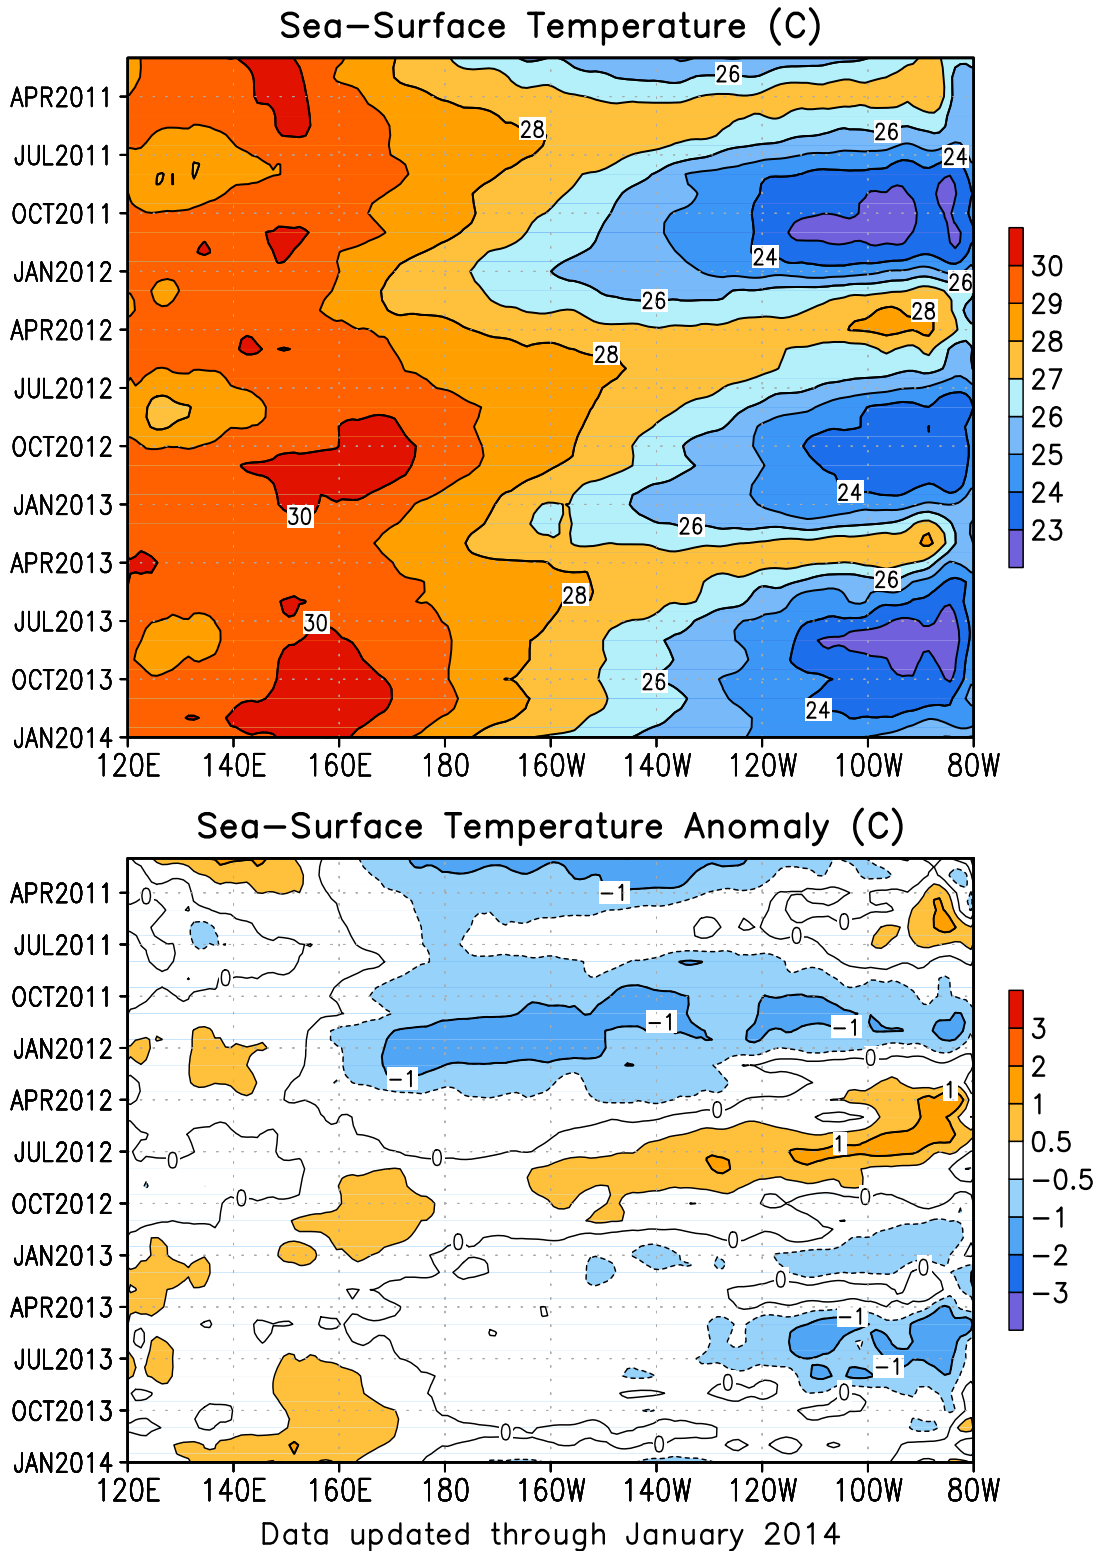 Sea-Surface Temperature (C)
APR2011
JUL2011
OCT2011
JAN2012
APR2012
JUL2012
OCT2012
JAN2013
APR2013
JUL2013
OCT2013
JAN2014
26
28
26
24
24
26
26
28
28
24
30
26
26
28
30
26
24
120E 140E 160E 180 160W 140W 120W 100W 80W
30
29
28
27
26
25
24
23
Sea-Surface Temperature Anomaly (C)
APR2011
JUL2011
OCT2011
JAN2012
APR2012
JUL2012
OCT2012
JAN2013
APR2013
JUL2013
OCT2013
JAN2014
-1
0
0
0
0
-1
-1
0
-1
1
0
1
0
0
0
0
0
0
0
0
-1
-1
0
0
0
0
120E 140E 160E 180 160W 140W 120W 100W 80W
3
2
1
0.5
-0.5
-1
-2
-3
Data updated through January 2014